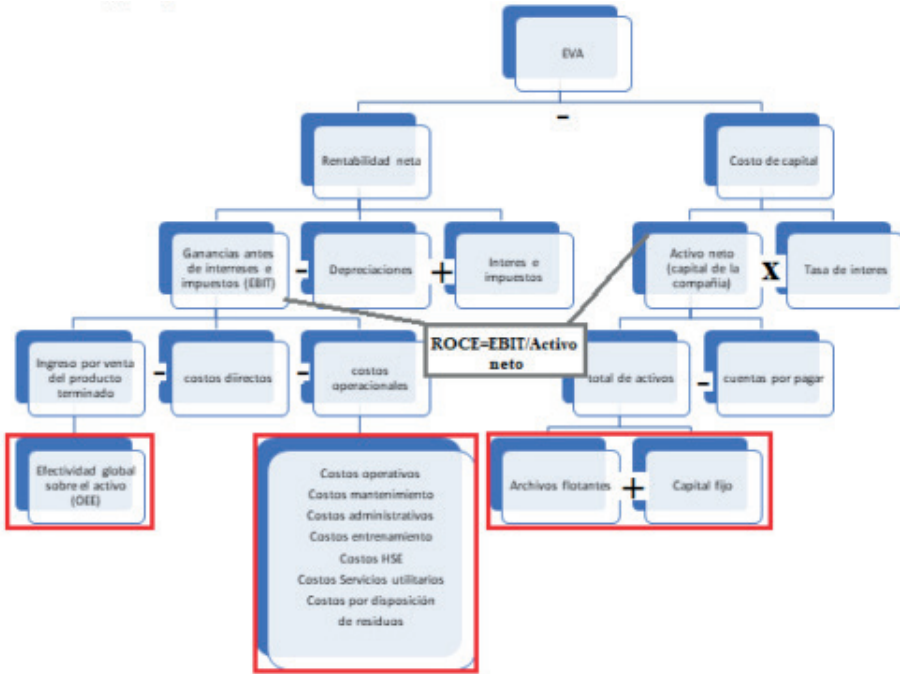 EVA
-
Rentabilidad neta
Costo de capital
Ganancias antes
de interreses e
impuestos (EBIT)
-
Depreciaciones
+
Interes e
impuestos
Activo neto
(capital de la
compañia)
X
Tasa de interes
ROCE=EBIT/Activo
neto
Ingreso por venta
del producto
terminado
-
costos diirectos
-
costos
operacionales
total de activos
-
cuentas por pagar
Efectividad global
sobre el activo
(OEE)
Costos operativos
Costos mantenimiento
Costos administrativos
Costos entrenamiento
Costos HSE
Costos Servicios utilitarios
Costos por disposición
de residuos
Archivos flotantes
+
Capital fijo